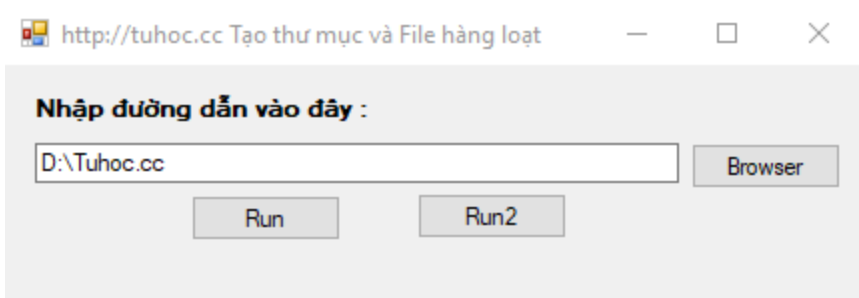 http://tuhoc.cc Tạo thư mục và File hàng loạt
Nhập đường dẫn vào đây :
D:\Tuhoc.cc
Browser
Run
Run2